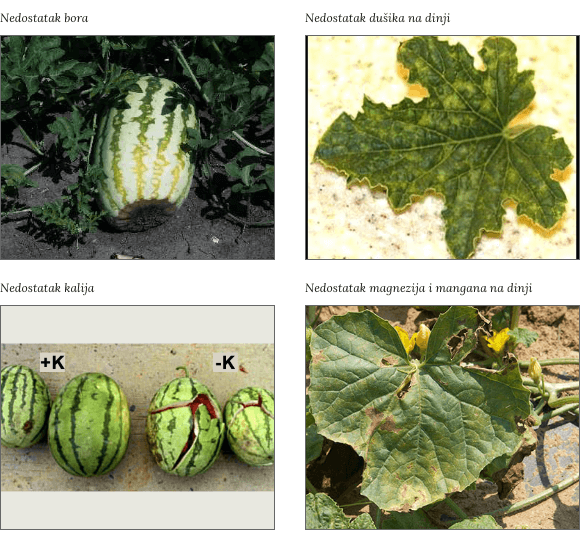 Nedostatak bora
Nedostatak dušika na dinji
Nedostatak kalija
Nedostatak magnezija i mangana na dinji
+K
-K